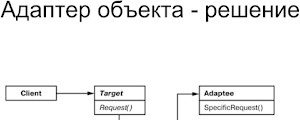 Адаптер объекта - решение
Client
Target
Adaptee
Request()
SpecificRequest()